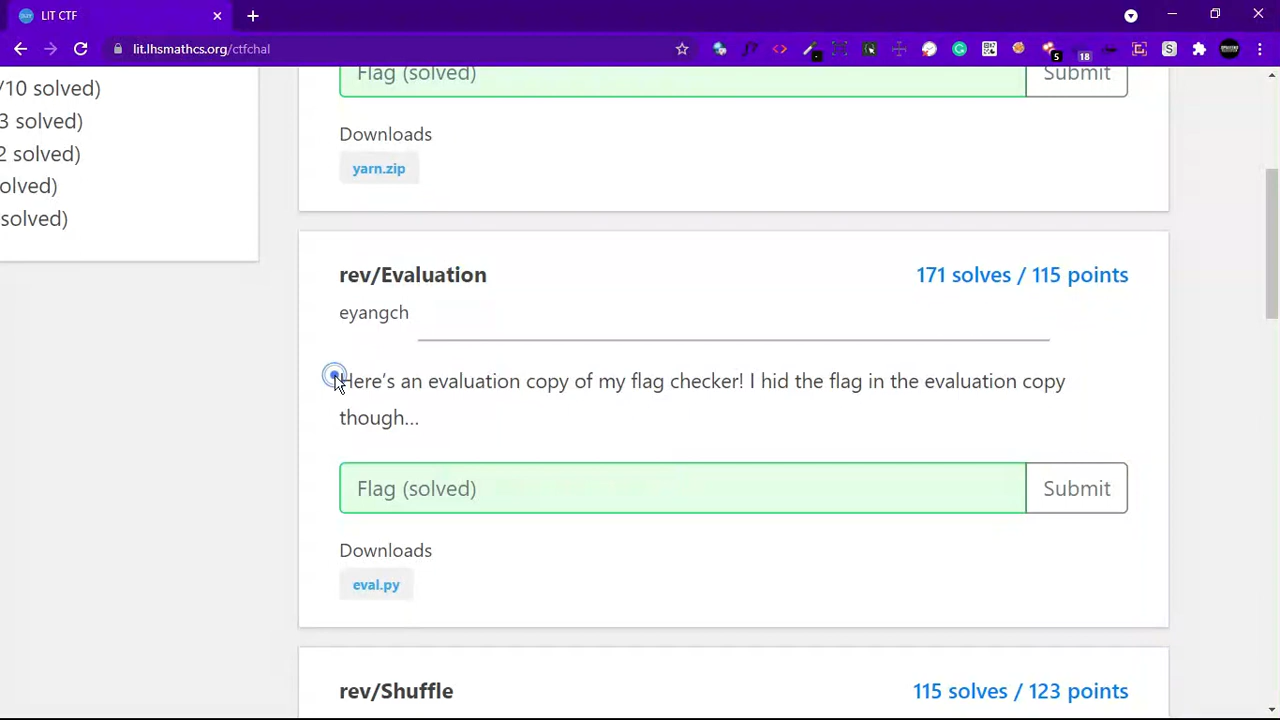 LIT CTF
lit.lhsmathcs.org/ctfchal
5
18
/10 solved)
3 solved)
2 solved)
olved)
solved)
Flag (solved)
Submit
Downloads
yarn.zip
rev/Evaluation
171 solves / 115 points
eyangch
Here's an evaluation copy of my flag checker! I hid the flag in the evaluation copy
though...
Flag (solved)
Submit
Downloads
eval.py
rev/Shuffle
115 solves / 123 points